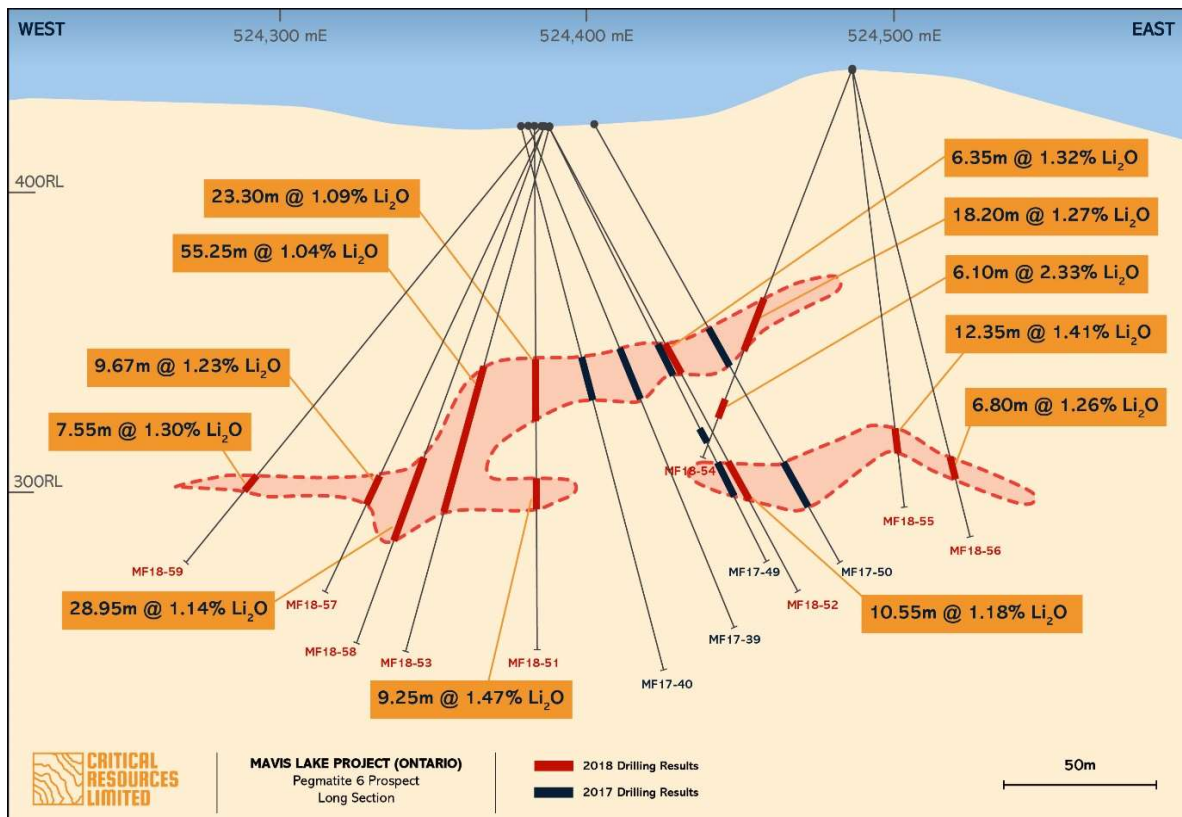 WEST
524,300 mE
524,400 mE
524,500 mE
EAST
400RL
300RL
23.30m @ 1.09% Li₂O
55.25m @ 1.04% Li₂O
9.67m @ 1.23% Li₂O
7.55m @ 1.30% Li₂O
28.95m @ 1.14% Li₂O
9.25m @ 1.47% Li₂O
6.35m @ 1.32% Li₂O
18.20m @ 1.27% Li₂O
6.10m @ 2.33% Li₂O
12.35m @ 1.41% Li₂O
6.80m @ 1.26% Li₂O
10.55m @ 1.18% Li₂O
MF18-59
MF18-57
MF18-58
MF18-53
MF18-51
MF17-40
MF17-39
MF17-49
MF18-52
MF17-50
MF18-54
MF18-55
MF18-56
CRITICAL
RESOURCES
LIMITED
MAVIS LAKE PROJECT (ONTARIO)
Pegmatite 6 Prospect
Long Section
2018 Drilling Results
2017 Drilling Results
50m